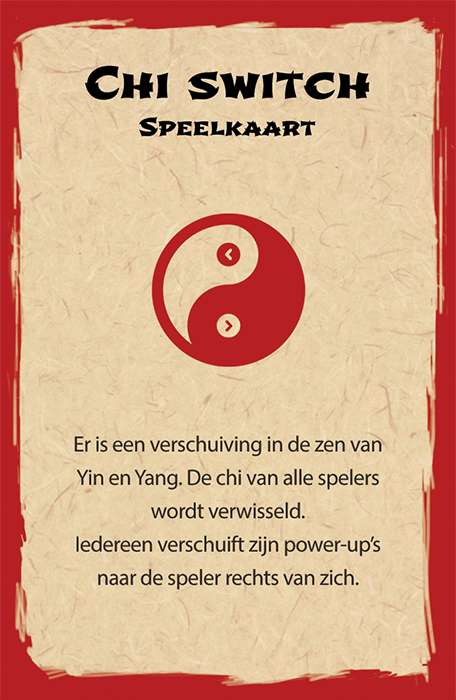 Chi switch
Speelkaart
Er is een verschuiving in de zen van
Yin en Yang. De chi van alle spelers
wordt verwisseld.
Iedereen verschuift zijn power-up’s
naar de speler rechts van zich.